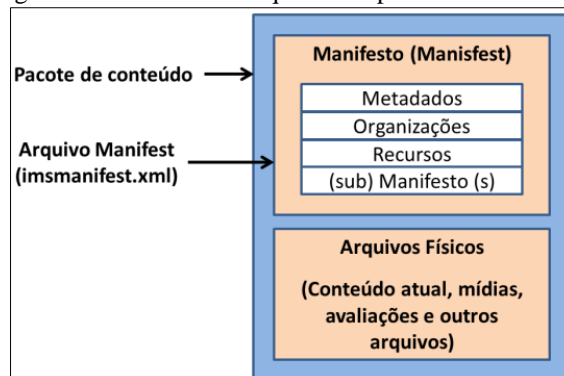 Pacote de conteúdo
Arquivo Manifest
(imsmanifest.xml)
Manifesto (Manisfest)
Metadados
Organizações
Recursos
(sub) Manifesto (s)
Arquivos Físicos
(Conteúdo atual, mídias,
avaliações e outros
arquivos)